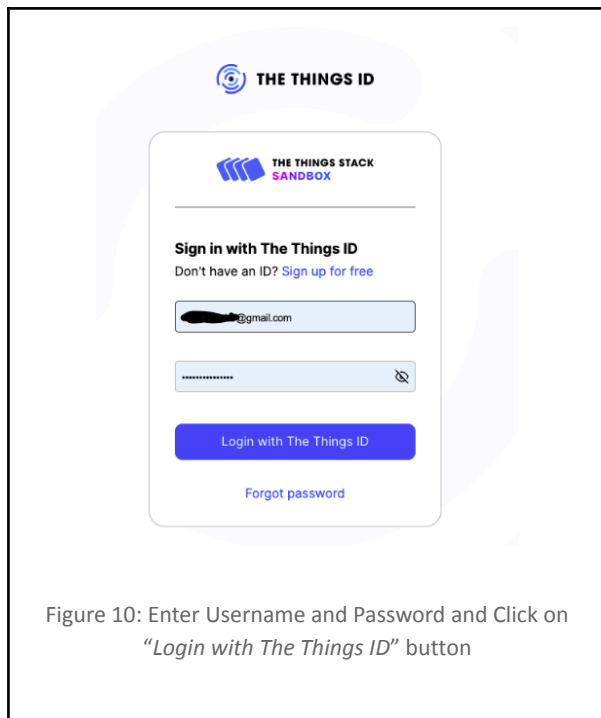 THE THINGS ID
THE THINGS STACK
SANDBOX
Sign in with The Things ID
Don't have an ID? Sign up for free
@gmail.com
Login with The Things ID
Forgot password
Figure 10: Enter Username and Password and Click on
“Login with The Things ID” button